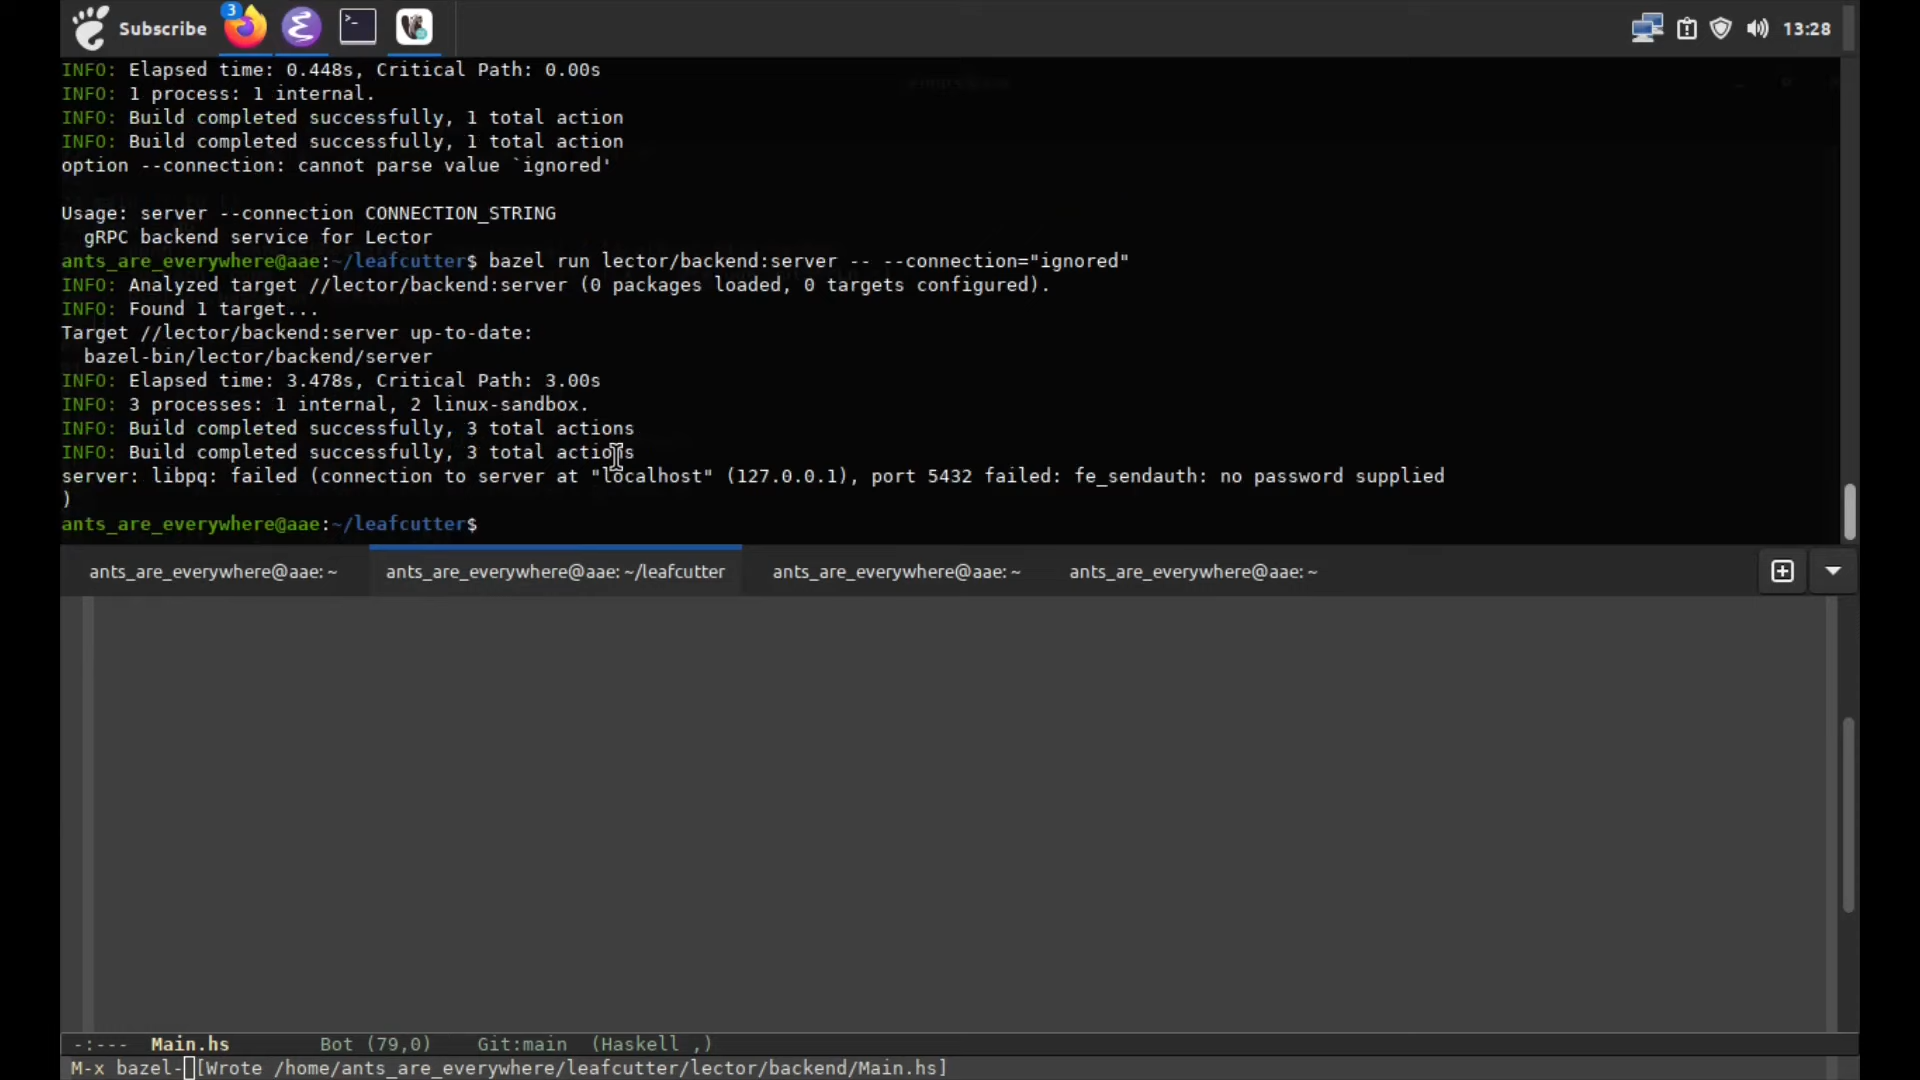 Subscribe
3
13:28
INFO: Elapsed time: 0.448s, Critical Path: 0.00s
INFO: 1 process: 1 internal.
INFO: Build completed successfully, 1 total action
INFO: Build completed successfully, 1 total action
option --connection: cannot parse value `ignored'
Usage: server --connection CONNECTION_STRING
gRPC backend service for Lector
ants_are_everywhere@aae:~/leafcutter$ bazel run lector/backend:server -- --connection="ignored"
INFO: Analyzed target //lector/backend:server (0 packages loaded, 0 targets configured).
INFO: Found 1 target...
Target //lector/backend:server up-to-date:
bazel-bin/lector/backend/server
INFO: Elapsed time: 3.478s, Critical Path: 3.00s
INFO: 3 processes: 1 internal, 2 linux-sandbox.
INFO: Build completed successfully, 3 total actions
INFO: Build completed successfully, 3 total actions
server: libpq: failed (connection to server at "localhost" (127.0.0.1), port 5432 failed: fe_sendauth: no password supplied
)
ants_are_everywhere@aae:~/leafcutter$
ants_are_everywhere@aae: ~
ants_are_everywhere@aae: ~/leafcutter
ants_are_everywhere@aae: ~
ants_are_everywhere@aae: ~
-:--- Main.hs Bot (79,0) Git:main (Haskell ,)
M-x bazel-[Wrote /home/ants_are_everywhere/leafcutter/lector/backend/Main.hs]